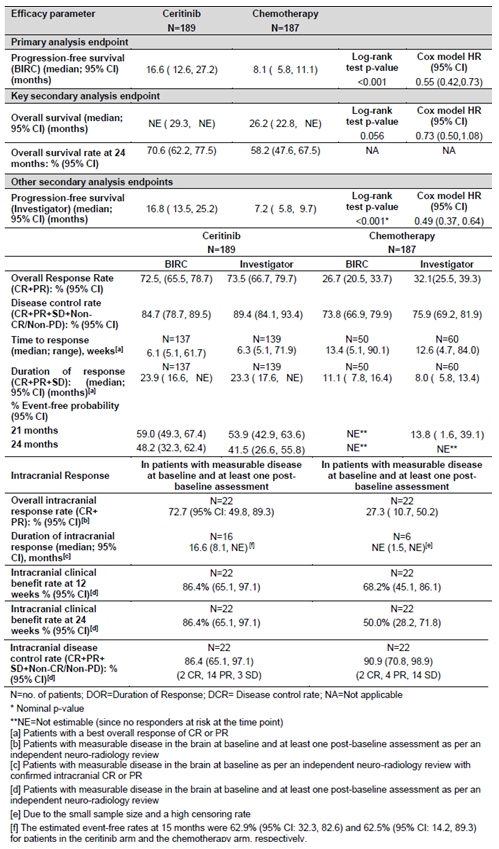 Efficacy parameter Ceritinib Chemotherapy
N=189 N=187
Primary analysis endpoint
Progression-free survival (BIRC) (median; 95% CI) (months) 16.6 ( 12.6, 27.2) 8.1 ( 5.8, 11.1) Log-rank test p-value Cox model HR (95% CI)
<0.001 0.55 (0.42,0.73)
Key secondary analysis endpoint
Overall survival (median; 95% CI) (months) NE ( 29.3, NE) 26.2 ( 22.8, NE) Log-rank test p-value Cox model HR (95% CI)
0.056 0.73 (0.50,1.08)
Overall survival rate at 24 months: % (95% CI) 70.6 (62.2, 77.5) 58.2 (47.6, 67.5) NA NA
Other secondary analysis endpoints
Progression-free survival (Investigator) (median; 95% CI) (months) 16.8 ( 13.5, 25.2) 7.2 ( 5.8, 9.7) Log-rank test p-value Cox model HR(95% CI)
<0.001* 0.49 (0.37, 0.64)
Ceritinib Chemotherapy
N=189 N=187
BIRC Investigator BIRC Investigator
Overall Response Rate (CR+PR): % (95% CI) 72.5, (65.5, 78.7) 73.5 (66.7, 79.7) 26.7 (20.5, 33.7) 32.1(25.5, 39.3)
Disease control rate (CR+PR+SD+Non-CR/Non-PD): % (95% CI) 84.7 (78.7, 89.5) 89.4 (84.1, 93.4) 73.8 (66.9, 79.9) 75.9 (69.2, 81.9)
Time to response (median; range), weeks[a] N=137 N=139 N=50 N=60
6.1 (5.1, 61.7) 6.3 (5.1, 71.9) 13.4 (5.1, 90.1) 12.6 (4.7, 84.0)
Duration of response (CR+PR+SD): (median; 95% CI) (months)[a] N=137 N=139 N=50 N=60
23.9 ( 16.6, NE) 23.3 ( 17.6, NE) 11.1 ( 7.8, 16.4) 8.0 ( 5.8, 13.4)
% Event-free probability (95% CI)
21 months 59.0 (49.3, 67.4) 53.9 (42.9, 63.6) NE** 13.8 ( 1.6, 39.1)
24 months 48.2 (32.3, 62.4) 41.5 (26.6, 55.8) NE** NE**
Intracranial Response In patients with measurable disease at baseline and at least one post-baseline assessment In patients with measurable disease at baseline and at least one post-baseline assessment
Overall intracranial response rate (CR+ PR): % (95% CI)[b] N=22 N=22
72.7 (95% CI: 49.8, 89.3) 27.3 ( 10.7, 50.2)
Duration of intracranial response (median; 95% CI), months[c] N=16 N=6
16.6 (8.1, NE) [f] NE (1.5, NE)[e]
Intracranial clinical benefit rate at 12 weeks % (95% CI)[d] N=22 N=22
86.4% (65.1, 97.1) 68.2% (45.1, 86.1)
Intracranial clinical benefit rate at 24 weeks % (95% CI)[d] N=22 N=22
86.4% (65.1, 97.1) 50.0% (28.2, 71.8)
Intracranial disease control rate (CR+PR+ SD+Non-CR/Non-PD): % (95% CI)[d] N=22 N=22
86.4 (65.1, 97.1) 90.9 (70.8, 98.9)
(2 CR, 14 PR, 3 SD) (2 CR, 4 PR, 14 SD)
N=no. of patients; DOR=Duration of Response; DCR= Disease control rate; NA=Not applicable
* Nominal p-value
**NE=Not estimable (since no responders at risk at the time point)
[a] Patients with a best overall response of CR or PR
[b] Patients with measurable disease in the brain at baseline and at least one post-baseline assessment as per an
independent neuro-radiology review
[c] Patients with measurable disease in the brain at baseline as per an independent neuro-radiology review with
confirmed intracranial CR or PR
[d] Patients with measurable disease in the brain at baseline and at least one post-baseline assessment as per an
independent neuro-radiology review
[e] Due to the small sample size and a high censoring rate
[f] The estimated event-free rates at 15 months were 62.9% (95% CI: 32.3, 82.6) and 62.5% (95% CI: 14.2, 89.3)
for patients in the ceritinib arm and the chemotherapy arm, respectively.